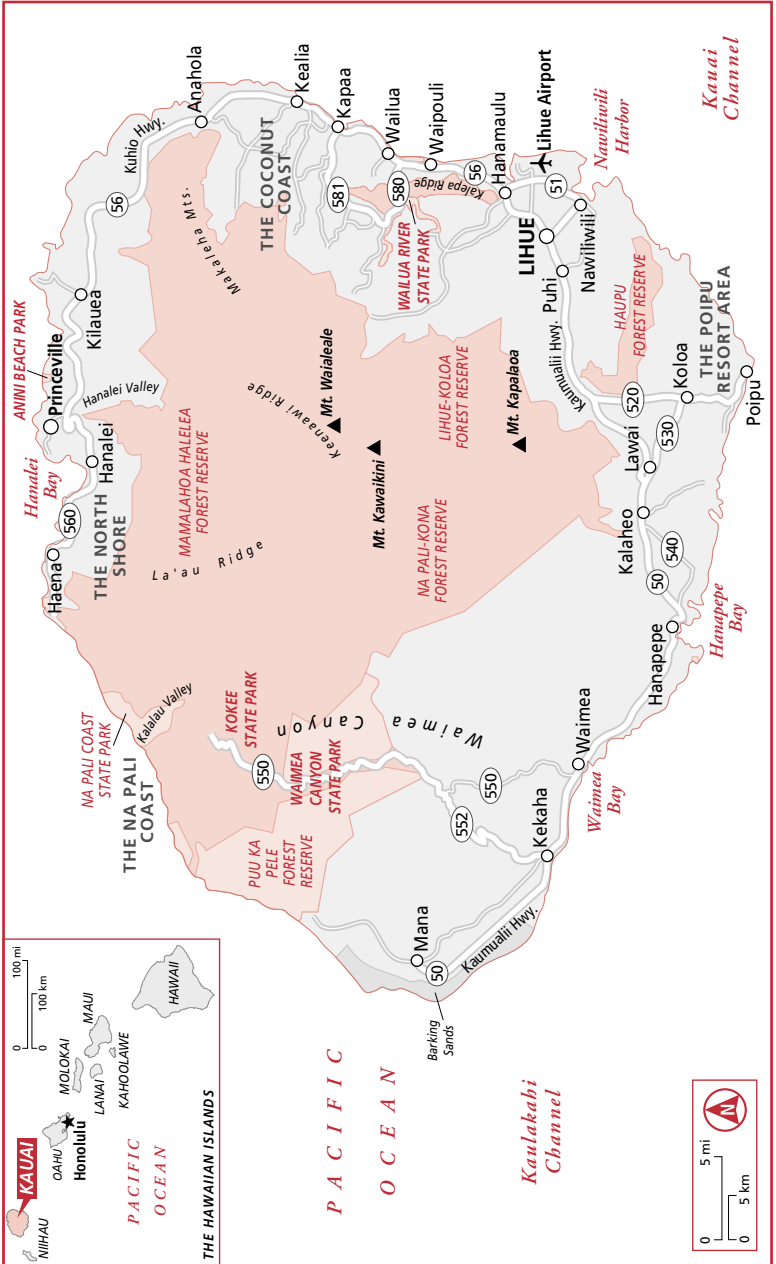 0
100 mi
0
100 km
NIIHAU
KAUAI
OAHU
Honolulu
MOLOKAI
LANAI
MAUI
KAHOOLAWE
HAWAII
PACIFIC
OCEAN
THE HAWAIIAN ISLANDS
NA PALI COAST
STATE PARK
THE NA PALI
COAST
Kalalau Valley
Haena
560
THE NORTH
SHORE
Hanalei
Bay
Hanalei
Princeville
ANINI BEACH PARK
Hanalei Valley
Kilauea
56
Kuhio Hwy.
Anahola
Kealia
Kapaa
THE COCONUT
COAST
Makaleha Mts.
MAMALAHOA HALELEA
FOREST RESERVE
La'au Ridge
Keenaawi Ridge
Mt. Waialeale
Mt. Kawaikini
581
580
Wailua
WAILUA RIVER
STATE PARK
Waipouli
Kalepa Ridge
56
Hanamaulu
Lihue Airport
51
LIHUE
Nawiliwili
Nawiliwili
Harbor
Puhi
Kaumualii Hwy.
Kauai
Channel
KOKEE
STATE PARK
550
WAIMEA
CANYON
STATE PARK
Waimea Canyon
PUU KA
PELE
FOREST
RESERVE
NA PALI-KONA
FOREST RESERVE
LIHUE-KOLOA
FOREST RESERVE
Mt. Kapalaoa
HAUPU
FOREST RESERVE
THE POIPU
RESORT AREA
520
Koloa
530
Poipu
Lawai
Kalaheo
540
50
Hanapepe
Hanapepe
Bay
Waimea
Waimea
Bay
550
552
Kekaha
Kaumualii Hwy.
Mana
50
Barking
Sands
PACIFIC
OCEAN
Kaulakahi
Channel
0
5 mi
0
5 km
N